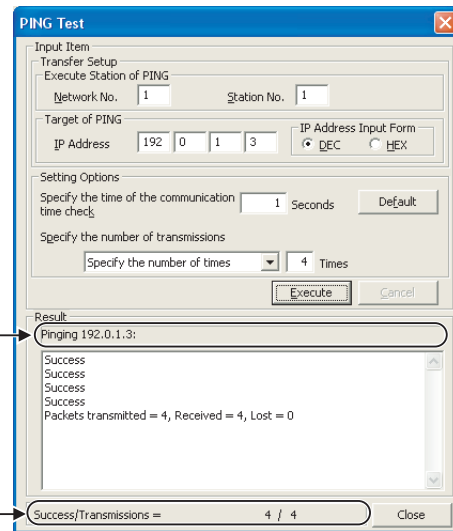 PING Test
Input Item
Transfer Setup
Execute Station of PING
Network No. 1 Station No. 1
Target of PING
IP Address 192 0 1 3
IP Address Input Form
DEC HEX
Setting Options
Specify the time of the communication
time check 1 Seconds Default
Specify the number of transmissions
Specify the number of times 4 Times
Execute Cancel
Result
Pinging 192.0.1.3:
Success
Success
Success
Success
Packets transmitted = 4, Received = 4, Lost = 0
Success/Transmissions = 4 / 4 Close